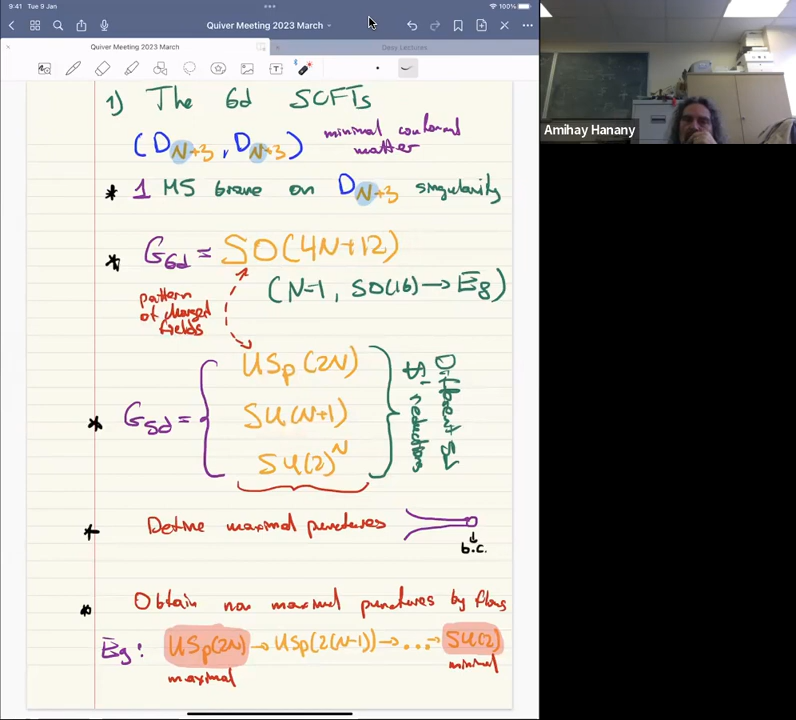 9:41 Tue 9 Jan
100%
Quiver Meeting 2023 March
Quiver Meeting 2023 March
Desy Lectures
Amihay Hanany
1) The 6d SCFTs
(D_{N+3}, D_{N+3}) minimal conformal
matter
* 1 M5 brane on D_{N+3} singularity
* G_{6d} = SO(4N+12)
(N=1, SO(16) → E_8)
pattern
of charged
fields
USp(2N)
* G_{5d} = { SU(N+1) }
SU(2)^N
Different 5d
S^1 reductions
* Define maximal punctures
b.c.
* Obtain non maximal punctures by flows
Eg: USp(2N) → USp(2(N-1)) → ... → SU(2)
maximal minimal